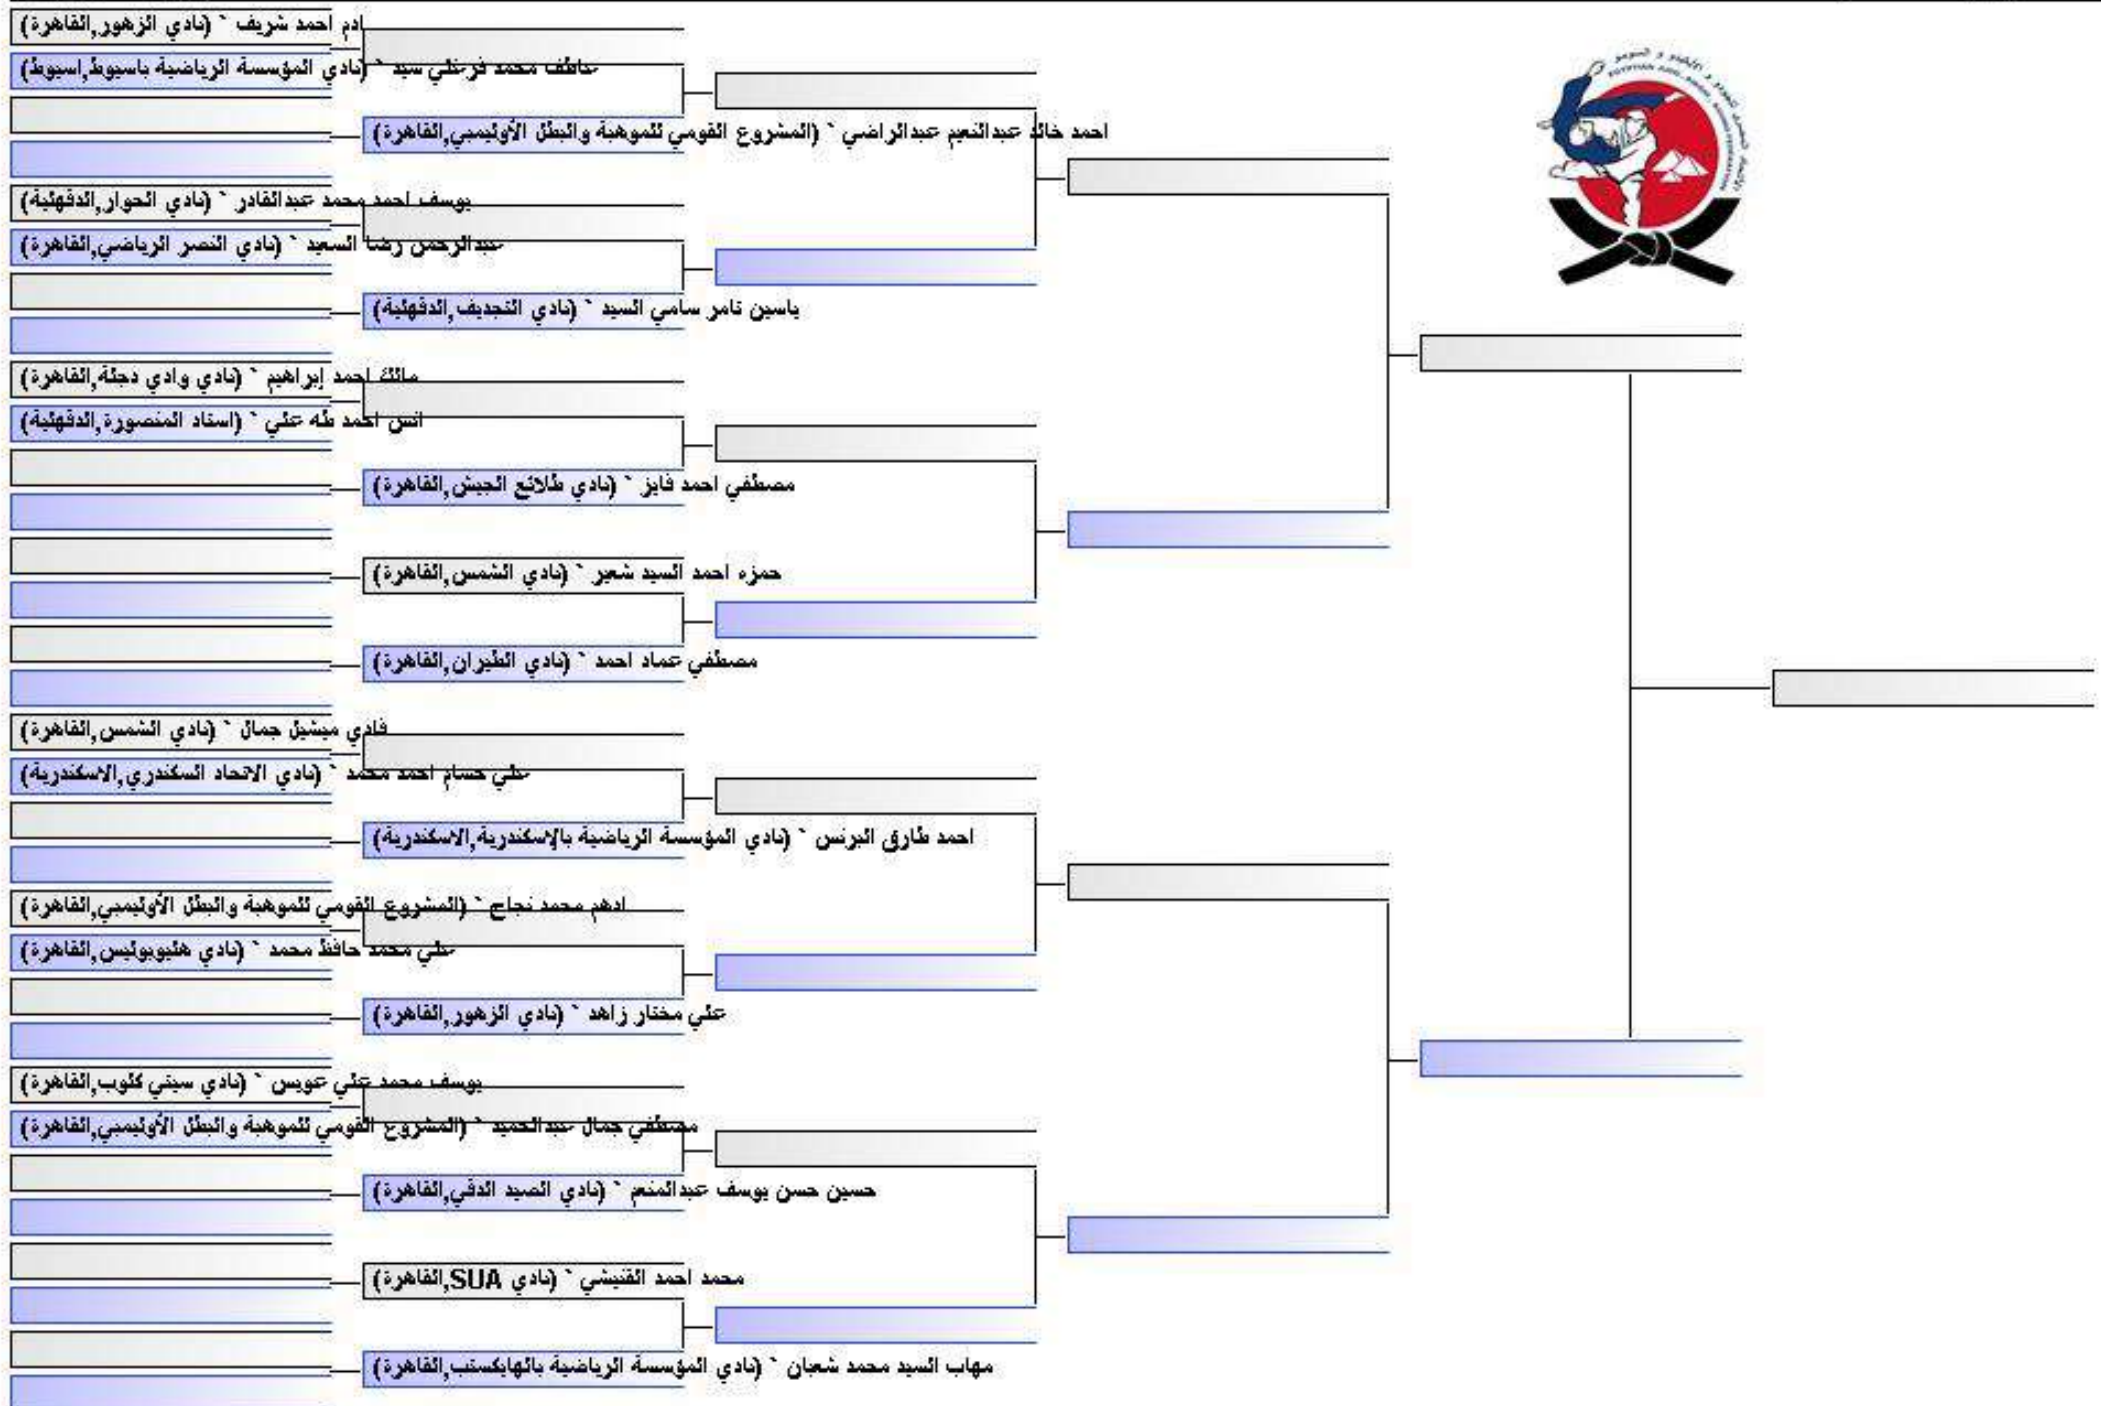 ادم احمد شريف ` (نادي الزهور,القاهرة)
عاطف محمد فرغلي سيد ` (نادي المؤسسة الرياضية باسيوط,اسيوط)
احمد خالد عبدالنعيم عبدالراضي ` (المشروع القومي للموهبة والبطل الأوليمبي,القاهرة)
يوسف احمد محمد عبدالقادر ` (نادي الحوار,الدقهلية)
عبدالرحمن رضا السعيد ` (نادي النصر الرياضي,القاهرة)
ياسين تامر سامي السيد ` (نادي التجديف,الدقهلية)
مالك احمد إبراهيم ` (نادي وادي دجلة,القاهرة)
انس احمد طه علي ` (استاد المنصورة,الدقهلية)
مصطفي احمد فايز ` (نادي طلائع الجيش,القاهرة)
حمزه احمد السيد شعير ` (نادي الشمس,القاهرة)
مصطفي عماد احمد ` (نادي الطيران,القاهرة)
فادي ميشيل جمال ` (نادي الشمس,القاهرة)
علي حسام احمد محمد ` (نادي الاتحاد السكندري,الاسكندرية)
احمد طارق البرنس ` (نادي المؤسسة الرياضية بالإسكندرية,الاسكندرية)
ادهم محمد نجاح ` (المشروع القومي للموهبة والبطل الأوليمبي,القاهرة)
علي محمد حافظ محمد ` (نادي هليوبوليس,القاهرة)
علي مختار زاهد ` (نادي الزهور,القاهرة)
يوسف محمد علي عويس ` (نادي سيتي كلوب,القاهرة)
مصطفي جمال عبدالحميد ` (المشروع القومي للموهبة والبطل الأوليمبي,القاهرة)
حسين حسن يوسف عبدالمنعم ` (نادي الصيد الدقي,القاهرة)
محمد احمد القنيشي ` (نادي SUA,القاهرة)
مهاب السيد محمد شعبان ` (نادي المؤسسة الرياضية بالهايكستب,القاهرة)